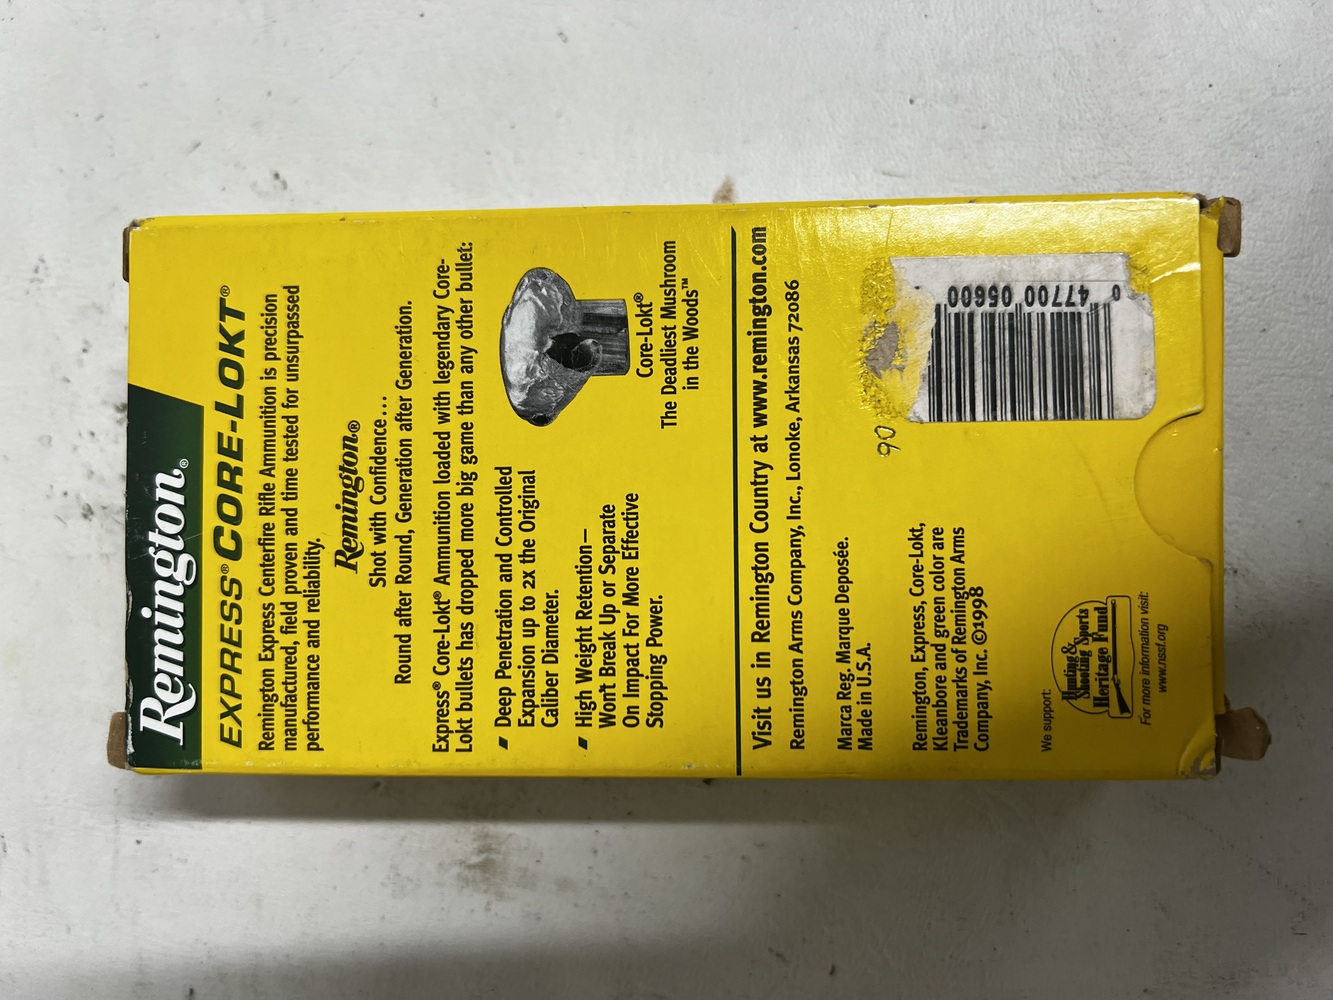 Remington®
EXPRESS® CORE-LOKT®
Remington Express Centerfire Rifle Ammunition is precision
manufactured, field proven and time tested for unsurpassed
performance and reliability.
Remington®
Shot with Confidence...
Round after Round, Generation after Generation.
Express® Core-Lokt® Ammunition loaded with legendary Core-
Lokt bullets has dropped more big game than any other bullet:
Deep Penetration and Controlled
Expansion up to 2x the Original
Caliber Diameter.
High Weight Retention–
Won't Break Up or Separate
On Impact For More Effective
Stopping Power.
Core-Lokt®
The Deadliest Mushroom
in the Woods™
Visit us in Remington Country at www.remington.com
Remington Arms Company, Inc., Lonoke, Arkansas 72086
Marca Reg. Marque Deposée.
Made in U.S.A.
90
Remington, Express, Core-Lokt,
Kleanbore and green color are
Trademarks of Remington Arms
Company, Inc. ©1998
0 47700 05600
We support:
Hunting &
Shooting Sports
Heritage Fund
For more information visit:
www.nssf.org